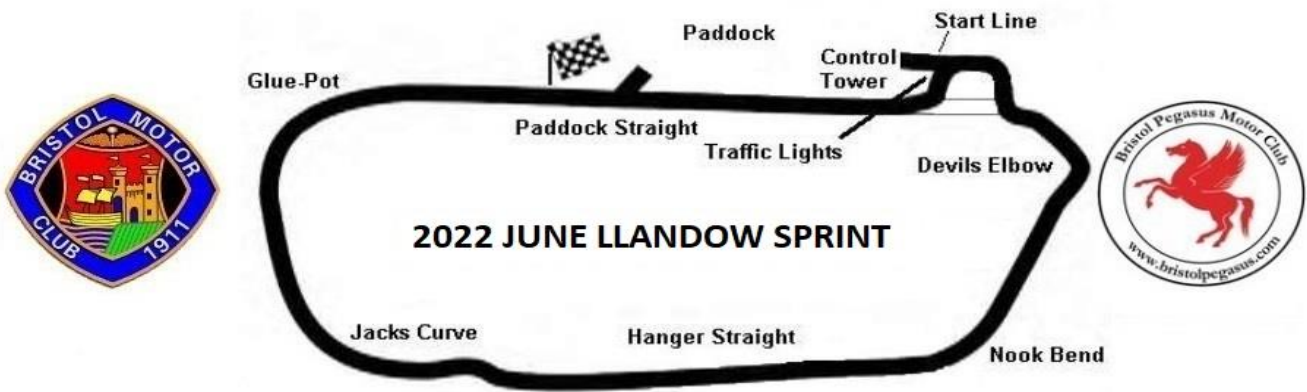 Start Line
Paddock
Control
Tower
Glue-Pot
Paddock Straight
Traffic Lights
Devils Elbow
BRISTOL MOTOR
CLUB 1911
Bristol Pegasus Motor Club
www.bristolpegasus.com
2022 JUNE LLANDOW SPRINT
Jacks Curve
Hanger Straight
Nook Bend